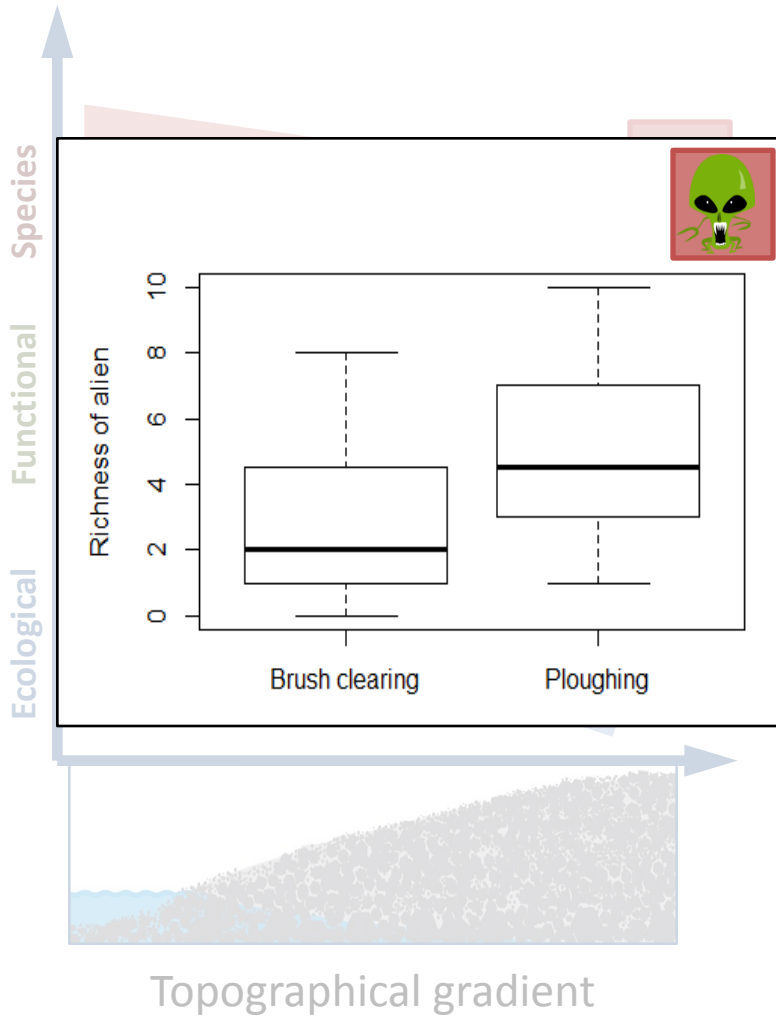 Species
Functional
Ecological
Richness of alien
10
8
6
4
2
0
Brush clearing
Ploughing
Topographical gradient